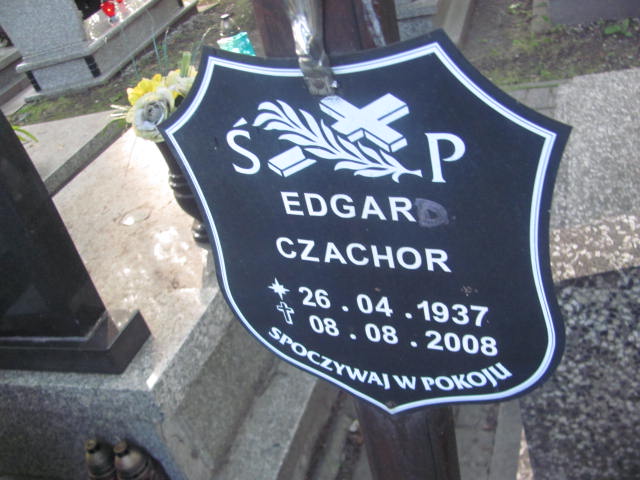 Ś P
EDGARD
CZACHOR
26.04.1937
08.08.2008
SPOCZYWAJ W POKOJU